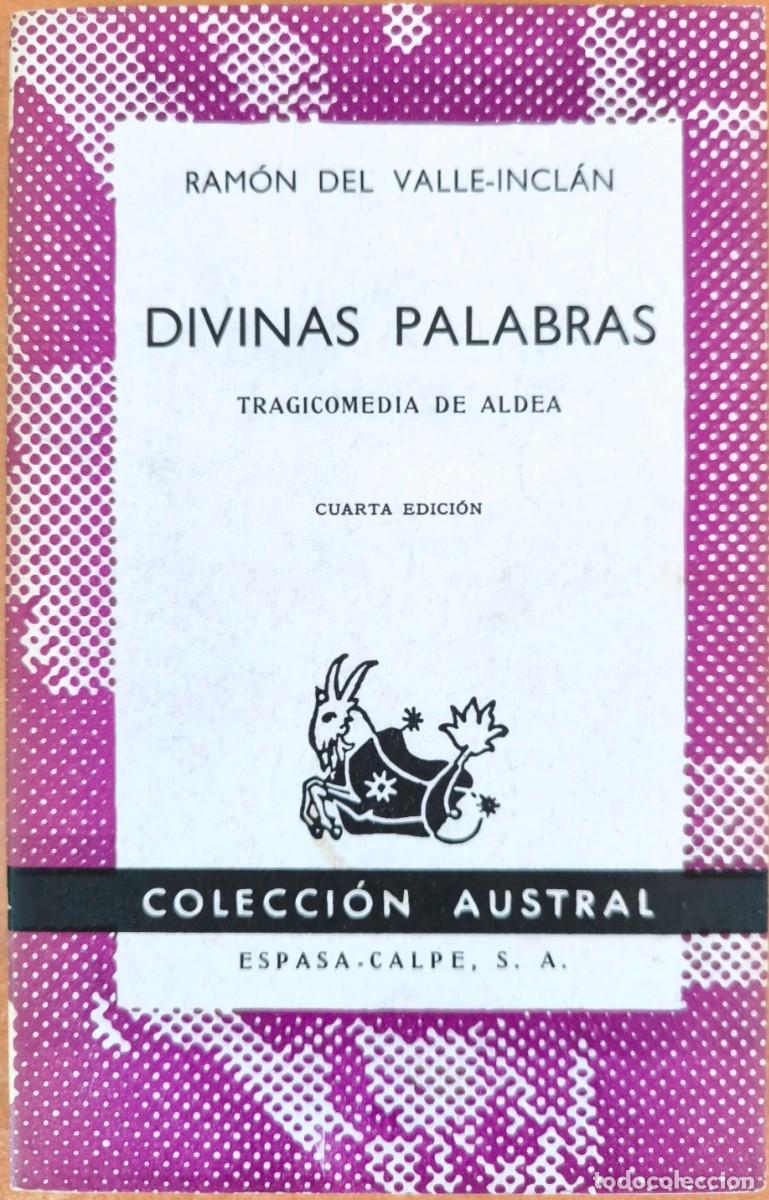 RAMÓN DEL VALLE-INCLÁN
DIVINAS PALABRAS
TRAGICOMEDIA DE ALDEA
CUARTA EDICIÓN
COLECCIÓN AUSTRAL
ESPASA-CALPE, S. A.
todocoleccion